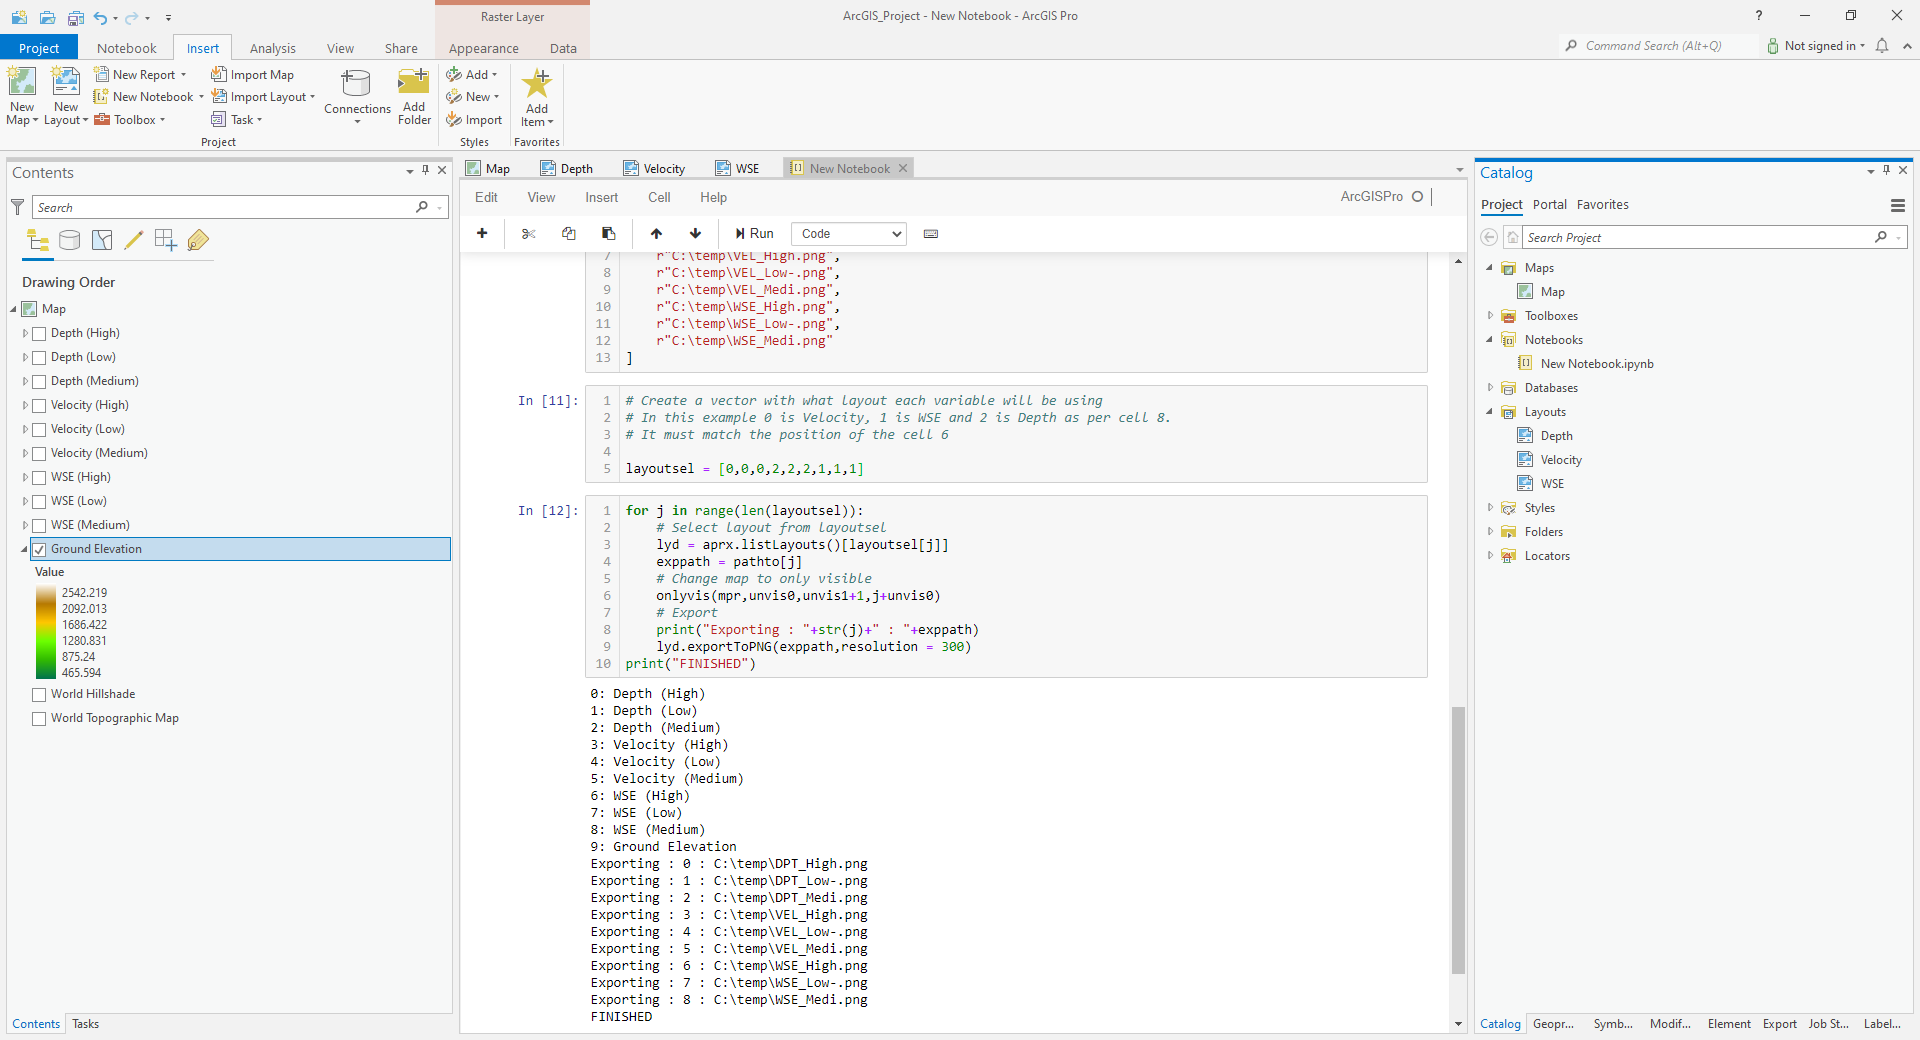 ArcGIS_Project - New Notebook - ArcGIS Pro
Raster Layer
Project Notebook Insert Analysis View Share Appearance Data
Command Search (Alt+Q)
Not signed in
New Map
New Layout
New Report
New Notebook
Toolbox
Import Map
Import Layout
Task
Connections
Add Folder
Add
New
Import
Add Item
Project
Styles
Favorites
Contents
Search
Drawing Order
Map
Depth (High)
Depth (Low)
Depth (Medium)
Velocity (High)
Velocity (Low)
Velocity (Medium)
WSE (High)
WSE (Low)
WSE (Medium)
Ground Elevation
Value
2542.219
2092.013
1686.422
1280.831
875.24
465.594
World Hillshade
World Topographic Map
Contents Tasks
Map Depth Velocity WSE New Notebook
Edit View Insert Cell Help
ArcGISPro
Run Code
7 r"C:\temp\VEL_High.png",
8 r"C:\temp\VEL_Low-.png",
9 r"C:\temp\VEL_Medi.png",
10 r"C:\temp\WSE_High.png",
11 r"C:\temp\WSE_Low-.png",
12 r"C:\temp\WSE_Medi.png"
13 ]
In [11]:
1 # Create a vector with what layout each variable will be using
2 # In this example 0 is Velocity, 1 is WSE and 2 is Depth as per cell 8.
3 # It must match the position of the cell 6
4
5 layoutsel = [0,0,0,2,2,2,1,1,1]
In [12]:
1 for j in range(len(layoutsel)):
2 # Select layout from layoutsel
3 lyd = aprx.listLayouts()[layoutsel[j]]
4 exppath = pathto[j]
5 # Change map to only visible
6 onlyvis(mpr,unvis0,unvis1+1,j+unvis0)
7 # Export
8 print("Exporting : "+str(j)+" : "+exppath)
9 lyd.exportToPNG(exppath,resolution = 300)
10 print("FINISHED")
0: Depth (High)
1: Depth (Low)
2: Depth (Medium)
3: Velocity (High)
4: Velocity (Low)
5: Velocity (Medium)
6: WSE (High)
7: WSE (Low)
8: WSE (Medium)
9: Ground Elevation
Exporting : 0 : C:\temp\DPT_High.png
Exporting : 1 : C:\temp\DPT_Low-.png
Exporting : 2 : C:\temp\DPT_Medi.png
Exporting : 3 : C:\temp\VEL_High.png
Exporting : 4 : C:\temp\VEL_Low-.png
Exporting : 5 : C:\temp\VEL_Medi.png
Exporting : 6 : C:\temp\WSE_High.png
Exporting : 7 : C:\temp\WSE_Low-.png
Exporting : 8 : C:\temp\WSE_Medi.png
FINISHED
Catalog
Project Portal Favorites
Search Project
Maps
Map
Toolboxes
Notebooks
New Notebook.ipynb
Databases
Layouts
Depth
Velocity
WSE
Styles
Folders
Locators
Catalog Geopr... Symb... Modif... Element Export Job St... Label...